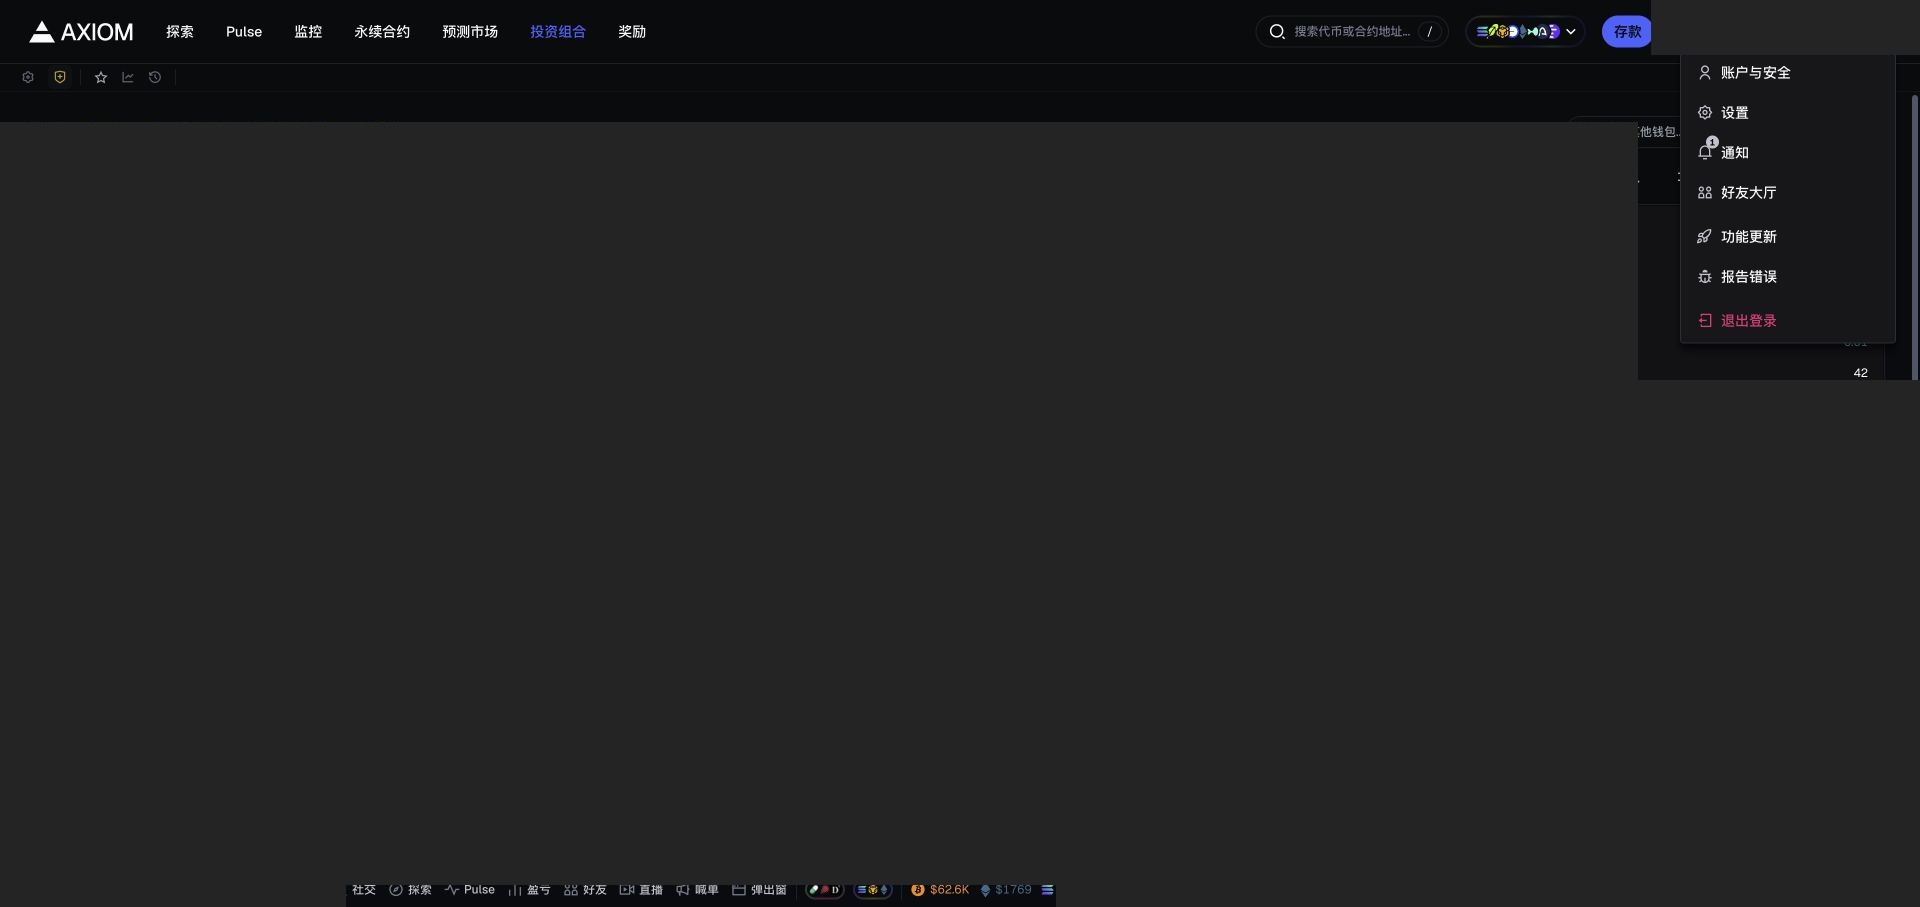 AXIOM 探索 Pulse 监控 永续合约 预测市场 投资组合 奖励 搜索代币或合约地址... / 存款
账户与安全
设置
1
通知
他钱包...
好友大厅
功能更新
报告错误
退出登录
42
社交 探索 Pulse 盈亏 好友 直播 喊单 弹出窗 $62.6K $1769